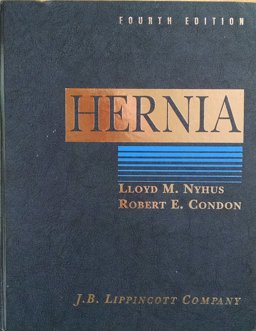 FOURTH EDITION
HERNIA
LLOYD M. NYHUS
ROBERT E. CONDON
J.B. LIPPINCOTT COMPANY